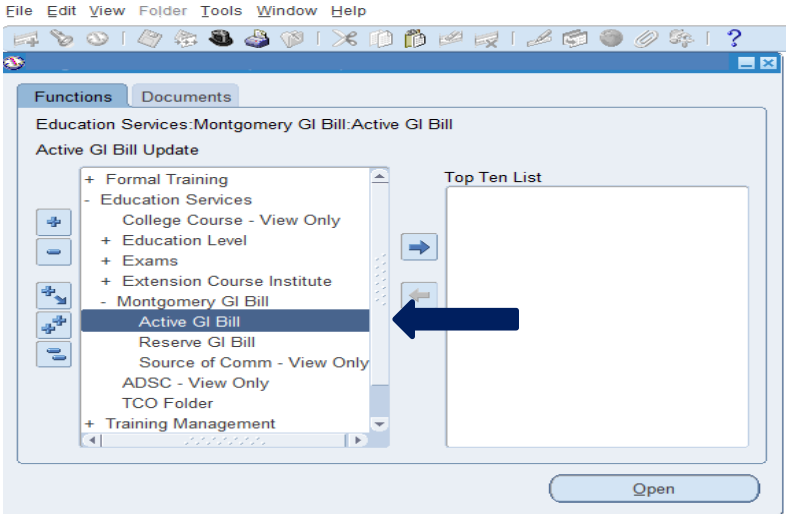 File Edit View Folder Tools Window Help
?
Functions Documents
Education Services:Montgomery GI Bill:Active GI Bill
Active GI Bill Update
+ Formal Training
- Education Services
College Course - View Only
+ Education Level
+ Exams
+ Extension Course Institute
- Montgomery GI Bill
Active GI Bill
Reserve GI Bill
Source of Comm - View Only
ADSC - View Only
TCO Folder
+ Training Management
Top Ten List
Open